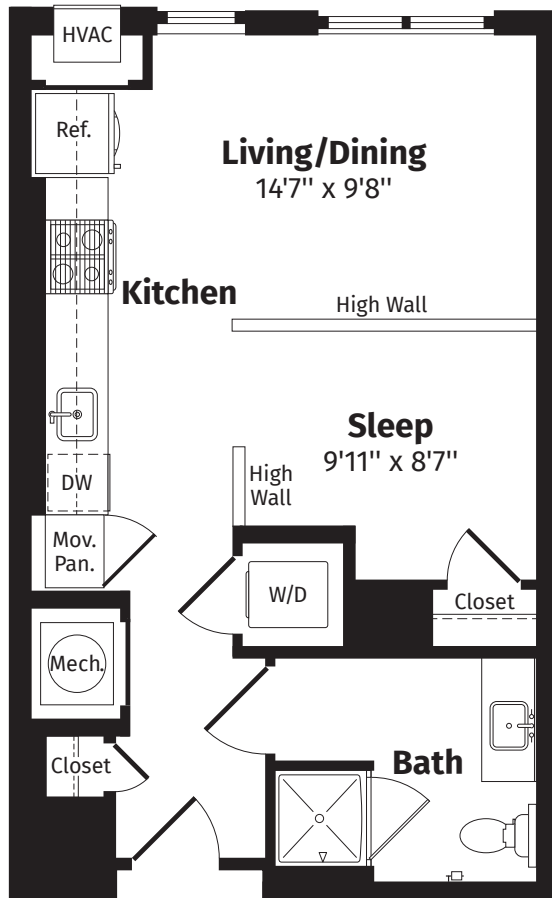 HVAC
Ref.
Living/Dining
14'7" x 9'8"
Kitchen
High Wall
Sleep
9'11" x 8'7"
High
Wall
DW
Mov.
Pan.
W/D
Closet
Mech.
Closet
Bath